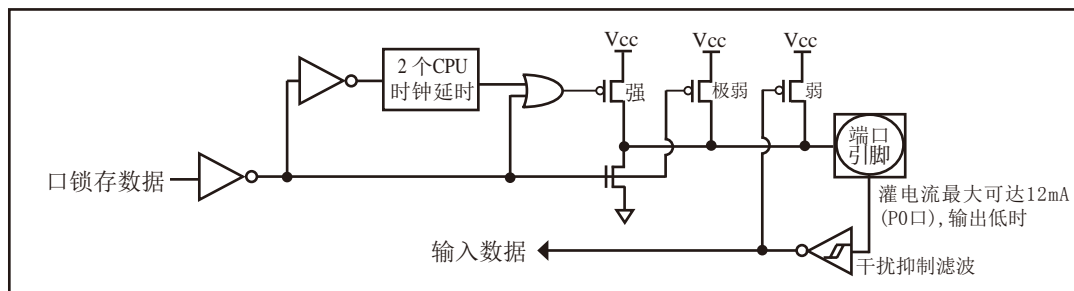 Vcc
Vcc
Vcc
2 个CPU
时钟延时
强
极弱
弱
端口
引脚
口锁存数据
灌电流最大可达12mA
(P0口),输出低时
输入数据
干扰抑制滤波